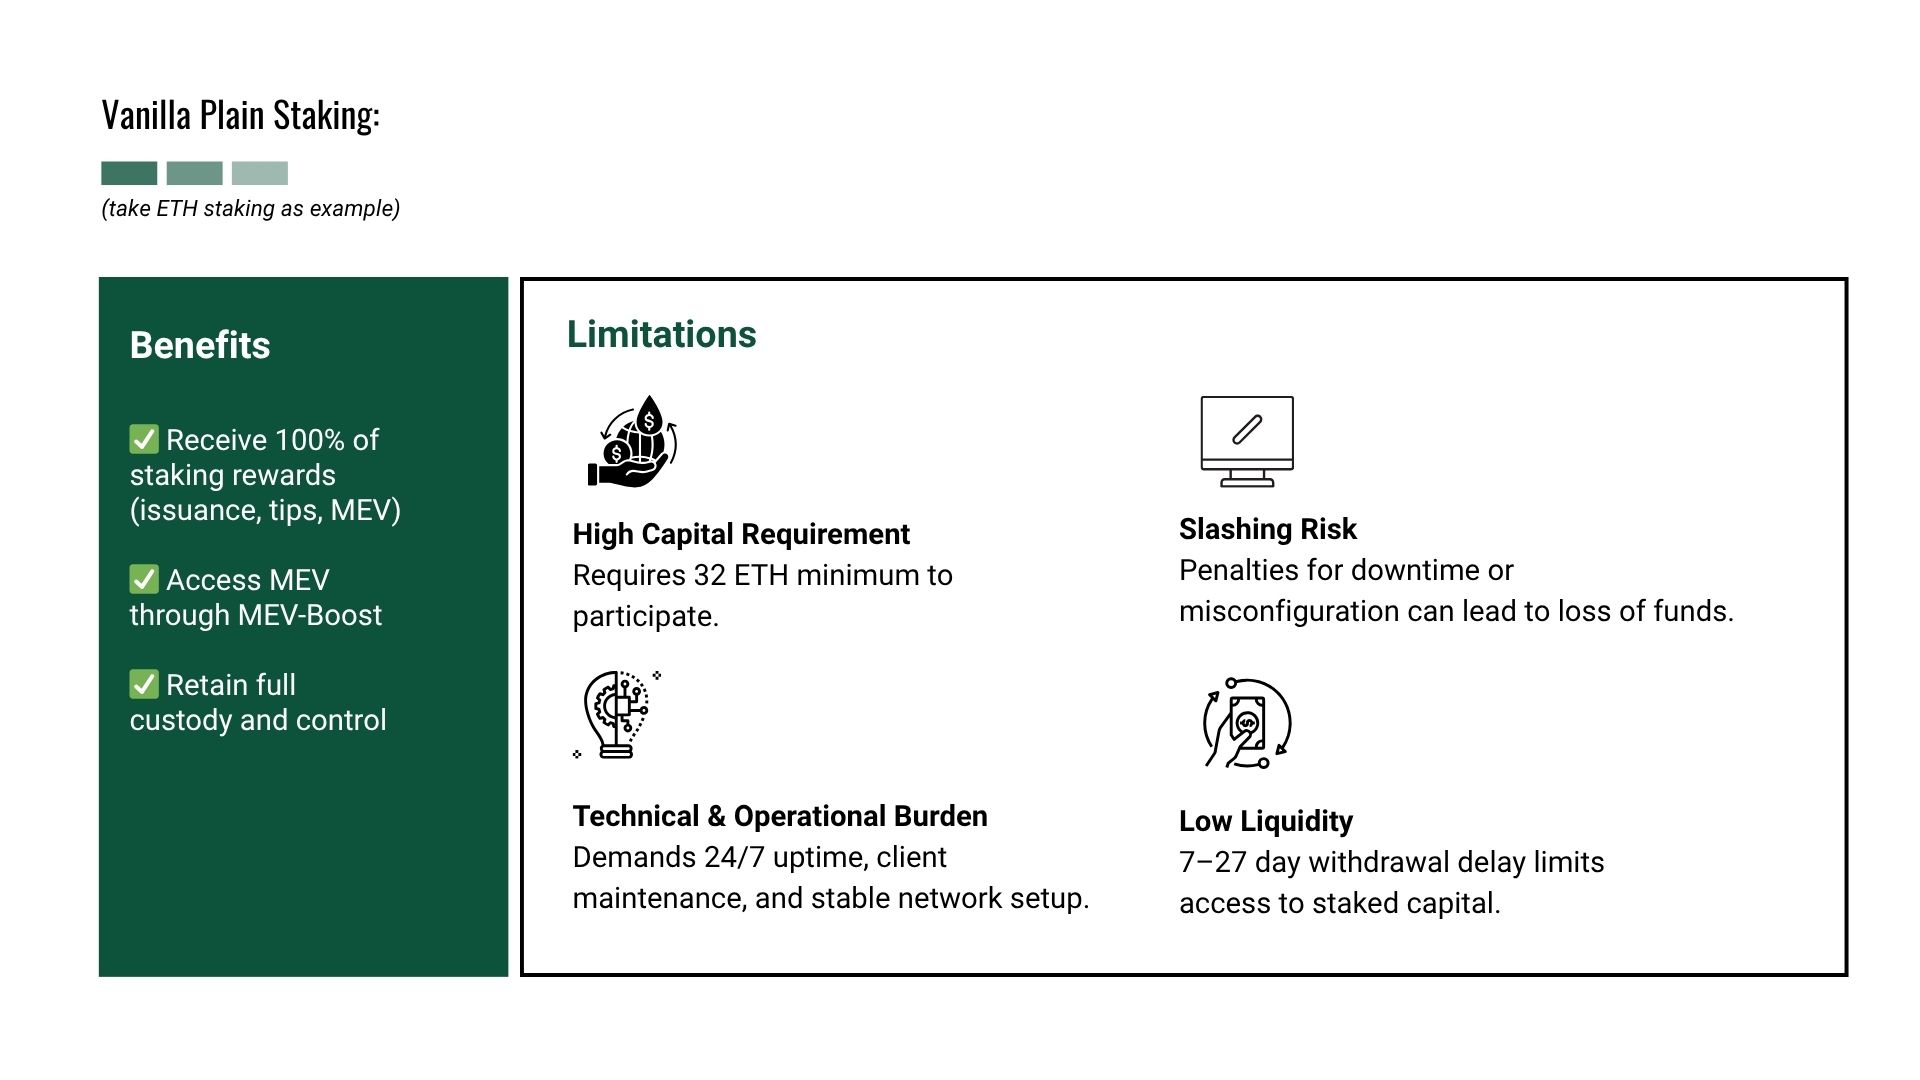 Vanilla Plain Staking:
(take ETH staking as example)
Benefits
✅ Receive 100% of
staking rewards
(issuance, tips, MEV)
✅ Access MEV
through MEV-Boost
✅ Retain full
custody and control
Limitations
High Capital Requirement
Requires 32 ETH minimum to
participate.
Slashing Risk
Penalties for downtime or
misconfiguration can lead to loss of funds.
Technical & Operational Burden
Demands 24/7 uptime, client
maintenance, and stable network setup.
Low Liquidity
7–27 day withdrawal delay limits
access to staked capital.